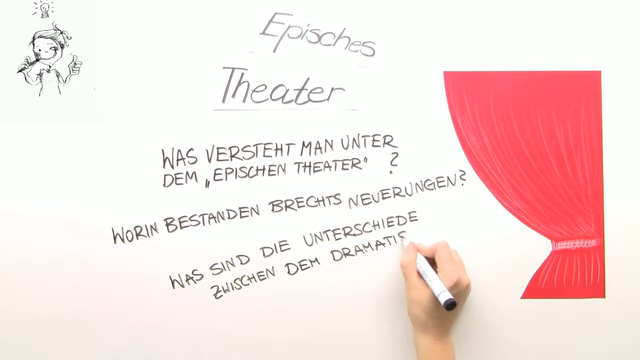 Episches
Theater
WAS VERSTEHT MAN UNTER
DEM „EPISCHEN THEATER" ?
WORIN BESTANDEN BRECHTS NEUERUNGEN?
WAS SIND DIE UNTERSCHIEDE
ZWISCHEN DEM DRAMATIS